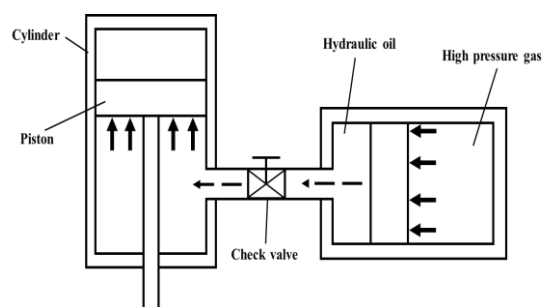 Cylinder
Hydraulic oil
High pressure gas
Piston
Check valve